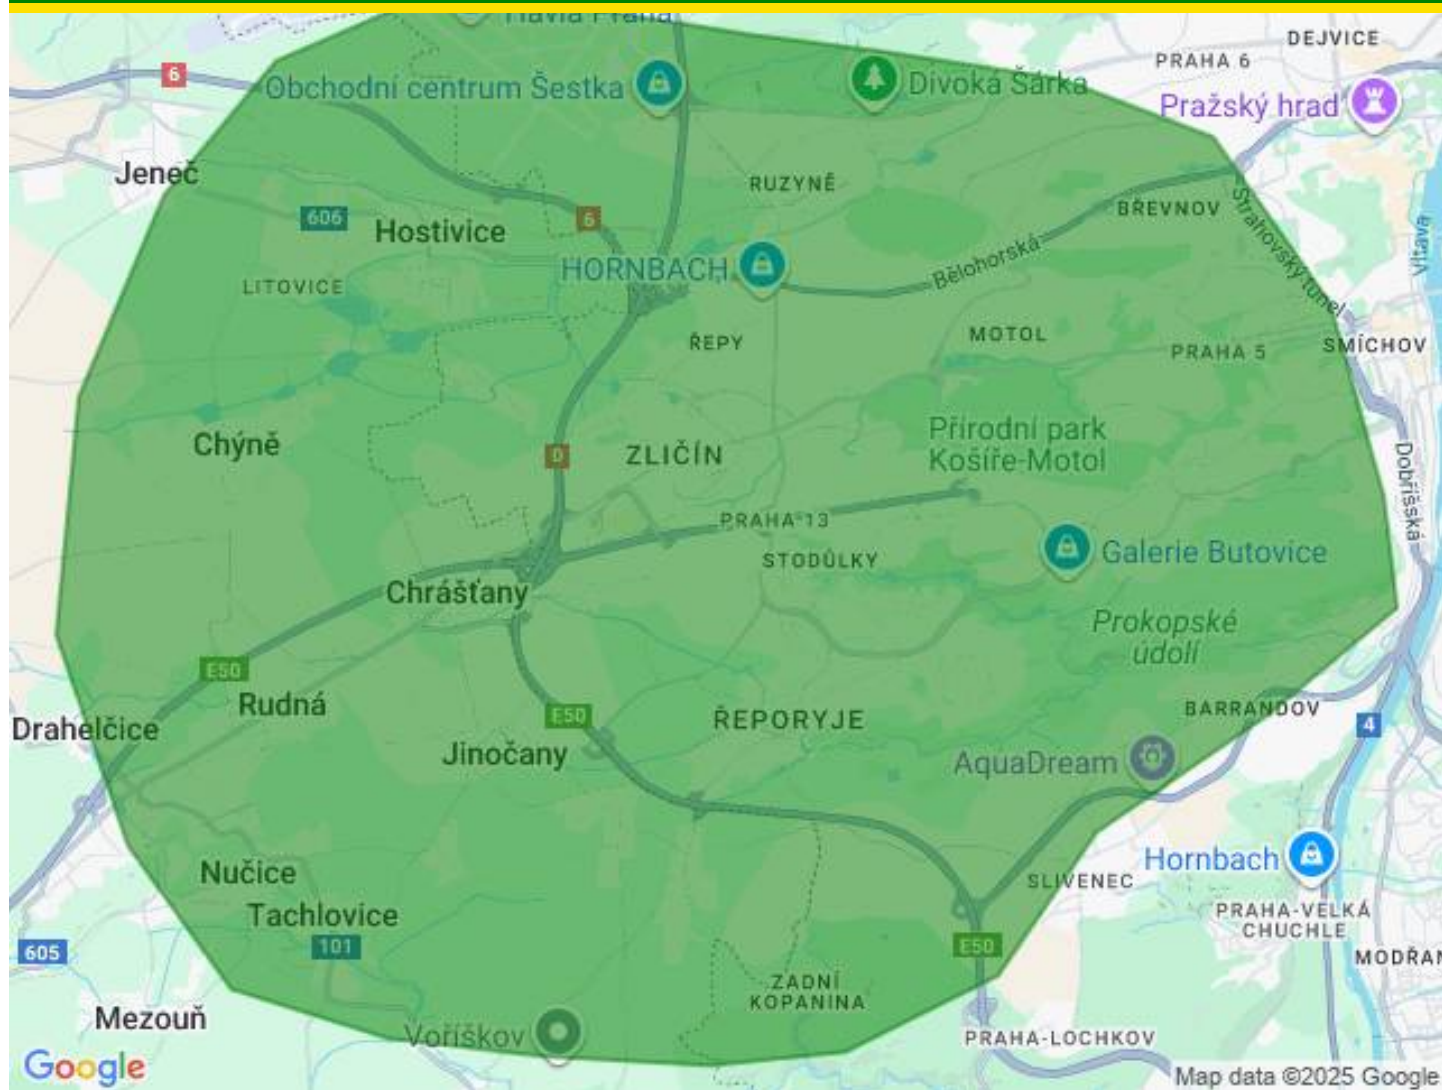 Havla Praha
DEJVICE
PRAHA 6
6
Obchodní centrum Šestka
Divoká Šárka
Pražský hrad
Jeneč
RUZYNĚ
606
6
BŘEVNOV
Strahovský tunel
Hostivice
Vltava
Bělohorská
HORNBACH
LITOVICE
MOTOL
ŘEPY
PRAHA 5
SMÍCHOV
Přírodní park
Košíře-Motol
Chýně
ZLIČÍN
0
Dobříšská
PRAHA 13
STODŮLKY
Galerie Butovice
Chrášťany
Prokopské
údolí
E50
Rudná
BARRANDOV
E50
ŘEPORYJE
4
Drahelčice
Jinočany
AquaDream
Hornbach
Nučice
SLIVENEC
PRAHA-VELKÁ
CHUCHLE
Tachlovice
101
E50
605
MODŘAN
ZADNÍ
KOPANINA
Mezouň
Voříškov
PRAHA-LOCHKOV
Google
Map data ©2025 Google